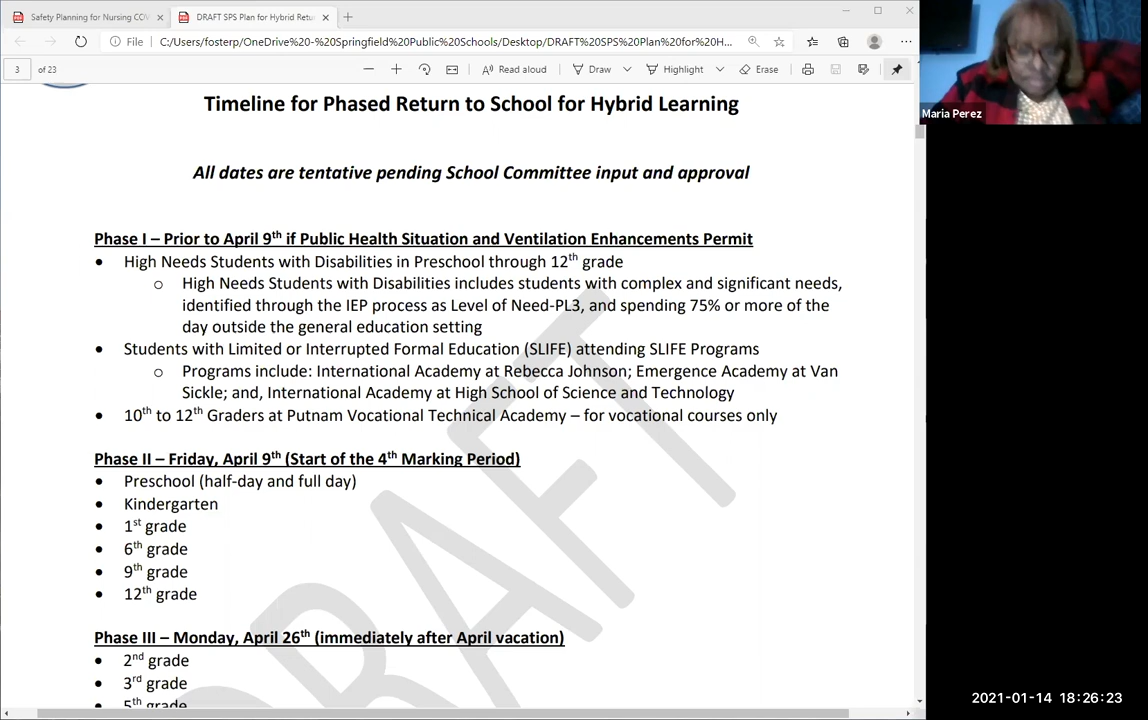 Safety Planning for Nursing COV
DRAFT SPS Plan for Hybrid Retur
File C:/Users/fosterp/OneDrive%20-%20Springfield%20Public%20Schools/Desktop/DRAFT%20SPS%20Plan%20for%20H...
3 of 23 Read aloud Draw Highlight Erase
Maria Perez
Timeline for Phased Return to School for Hybrid Learning
All dates are tentative pending School Committee input and approval
Phase I – Prior to April 9th if Public Health Situation and Ventilation Enhancements Permit
• High Needs Students with Disabilities in Preschool through 12th grade
o High Needs Students with Disabilities includes students with complex and significant needs,
identified through the IEP process as Level of Need-PL3, and spending 75% or more of the
day outside the general education setting
• Students with Limited or Interrupted Formal Education (SLIFE) attending SLIFE Programs
o Programs include: International Academy at Rebecca Johnson; Emergence Academy at Van
Sickle; and, International Academy at High School of Science and Technology
• 10th to 12th Graders at Putnam Vocational Technical Academy – for vocational courses only
Phase II – Friday, April 9th (Start of the 4th Marking Period)
• Preschool (half-day and full day)
• Kindergarten
• 1st grade
• 6th grade
• 9th grade
• 12th grade
Phase III – Monday, April 26th (immediately after April vacation)
• 2nd grade
• 3rd grade
• 5th grade
DRAFT
2021-01-14 18:26:23